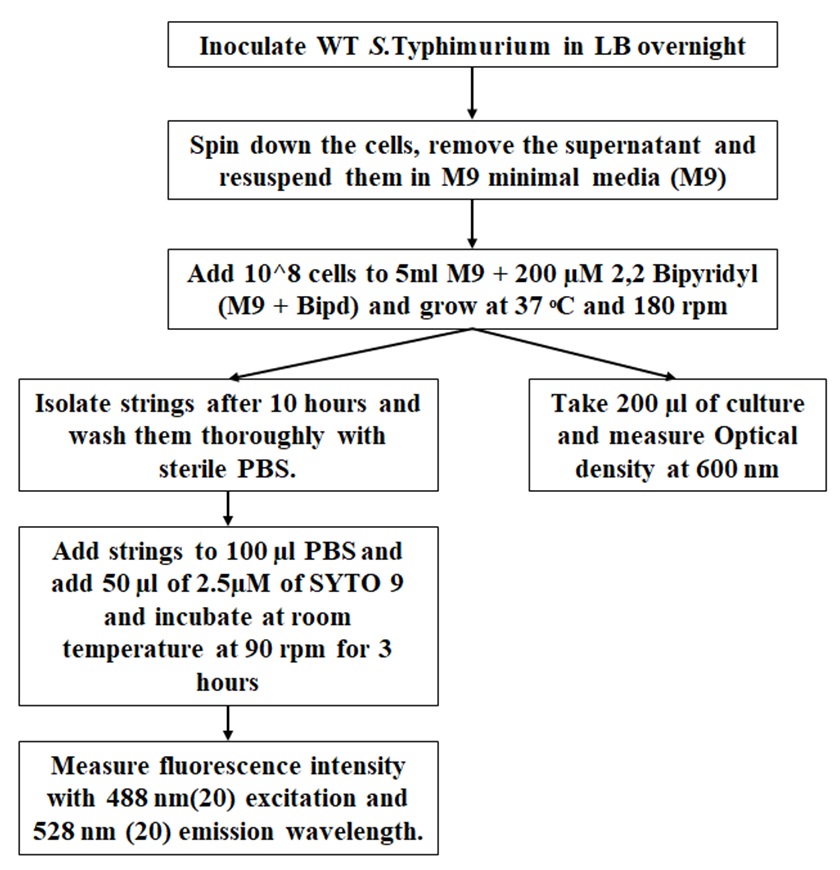 Inoculate WT S.Typhimurium in LB overnight
Spin down the cells, remove the supernatant and
resuspend them in M9 minimal media (M9)
Add 10^8 cells to 5ml M9 + 200 µM 2,2 Bipyridyl
(M9 + Bipd) and grow at 37 ᵒC and 180 rpm
Isolate strings after 10 hours and
wash them thoroughly with
sterile PBS.
Take 200 µl of culture
and measure Optical
density at 600 nm
Add strings to 100 µl PBS and
add 50 µl of 2.5µM of SYTO 9
and incubate at room
temperature at 90 rpm for 3
hours
Measure fluorescence intensity
with 488 nm(20) excitation and
528 nm (20) emission wavelength.